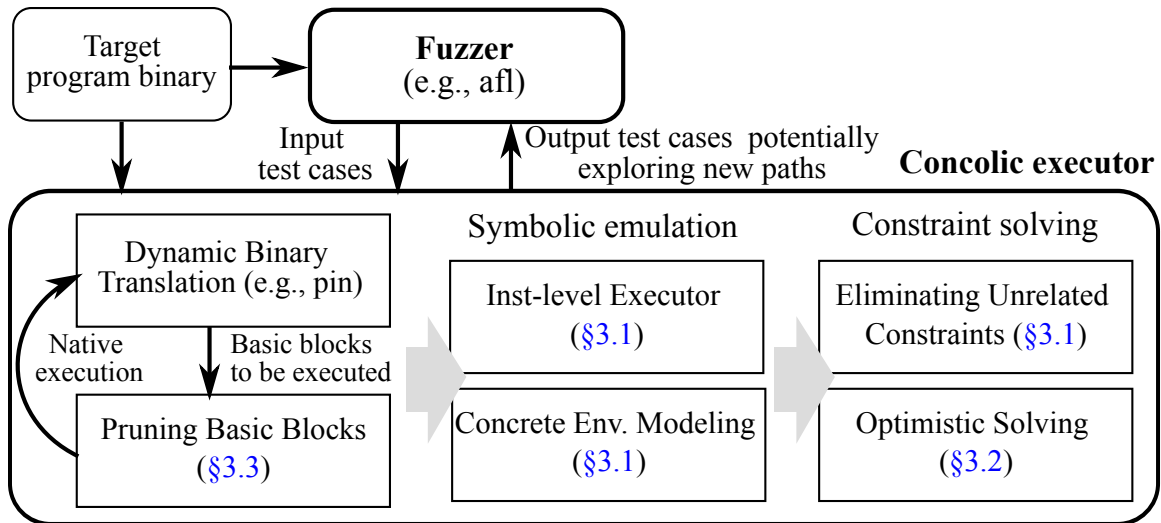 Target
program binary
Fuzzer
(e.g., afl)
Input
test cases
Output test cases potentially
exploring new paths
Concolic executor
Dynamic Binary
Translation (e.g., pin)
Native
execution
Basic blocks
to be executed
Pruning Basic Blocks
(§3.3)
Symbolic emulation
Inst-level Executor
(§3.1)
Concrete Env. Modeling
(§3.1)
Constraint solving
Eliminating Unrelated
Constraints (§3.1)
Optimistic Solving
(§3.2)